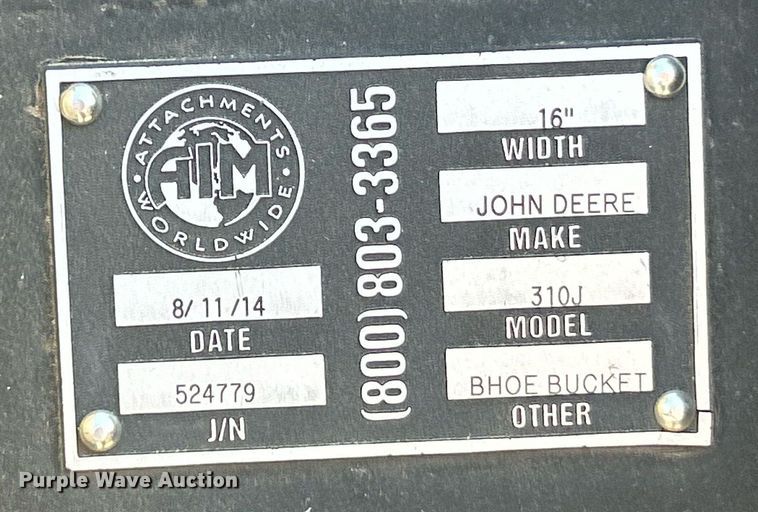 ATTACHMENTS
AIM
WORLDWIDE
8/11/14
DATE
524779
J/N
(800) 803-3365
16"
WIDTH
JOHN DEERE
MAKE
310J
MODEL
BHOE BUCKET
OTHER
Purple Wave Auction